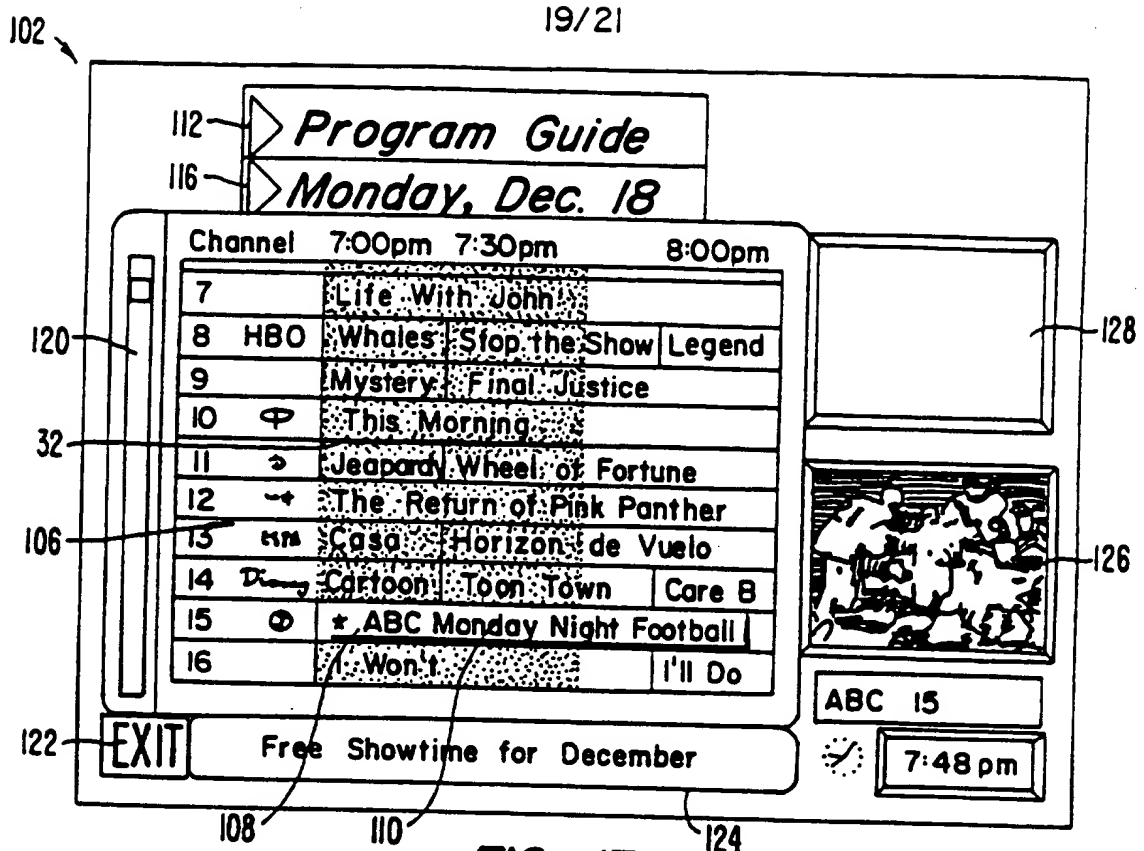 19/21
102
112 Program Guide
116 Monday, Dec. 18
Channel 7:00pm 7:30pm 8:00pm
7 Life With John
8 HBO Whales Stop the Show Legend
9 Mystery Final Justice
10 This Morning
11 Jeapardy Wheel of Fortune
12 The Return of Pink Panther
13 Casa Horizon de Vuelo
14 Disney Cartoon Toon Town Care B
15 * ABC Monday Night Football
16 I Won't I'll Do
120
32
106
128
126
ABC 15
122 EXIT Free Showtime for December
7:48 pm
108 110 124